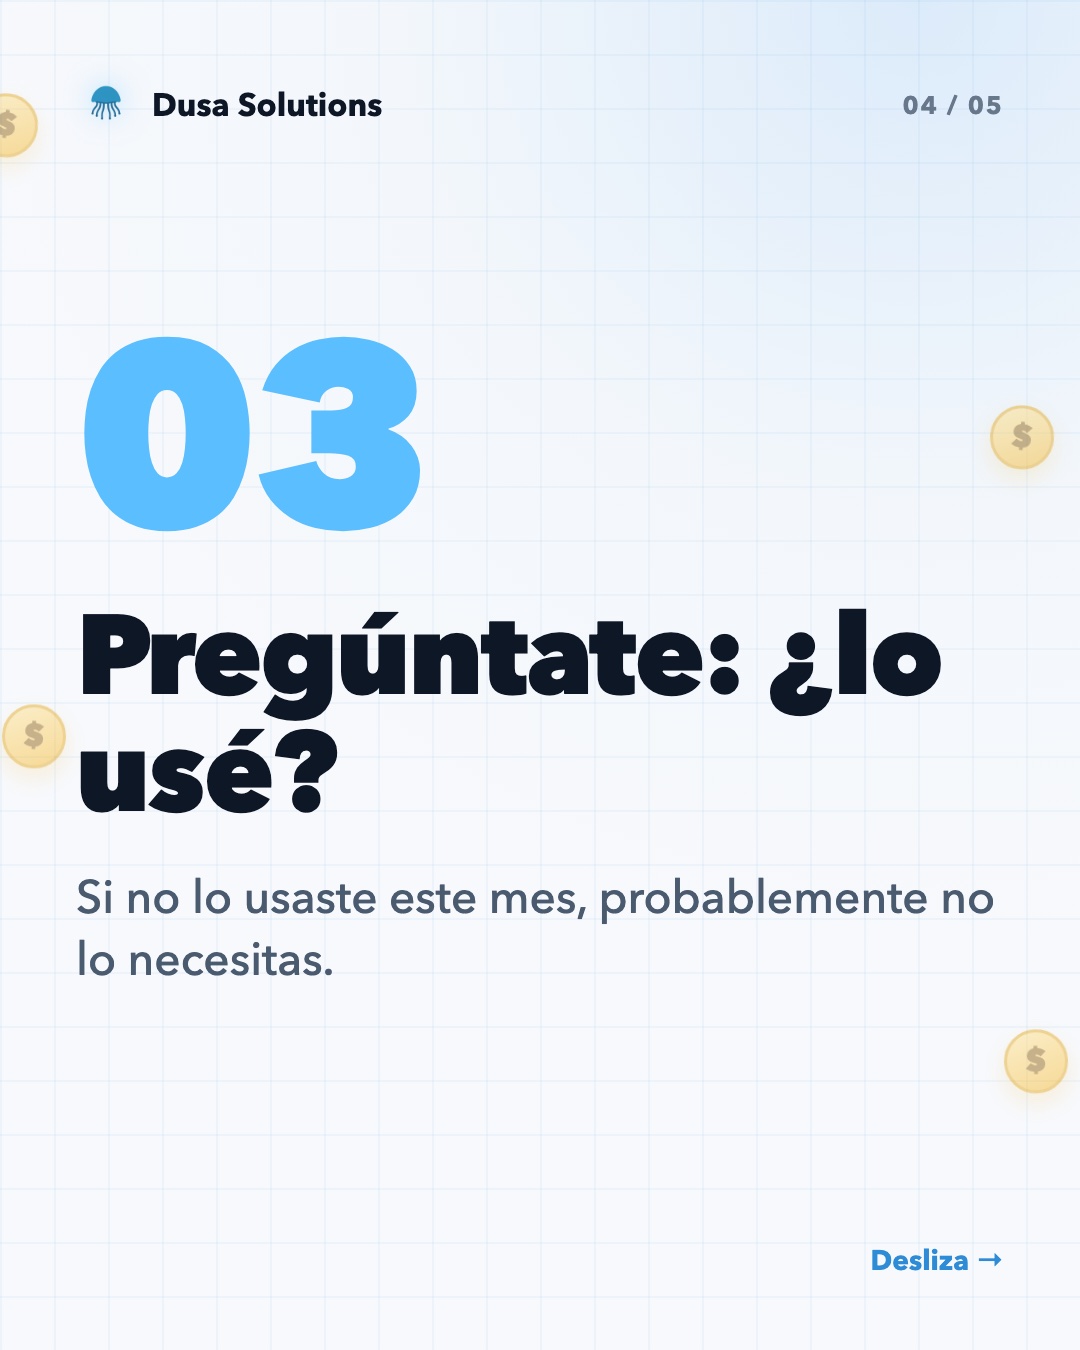 Dusa Solutions
04 / 05
$
03
$
Pregúntate: ¿lo
usé?
$
Si no lo usaste este mes, probablemente no
lo necesitas.
$
Desliza →